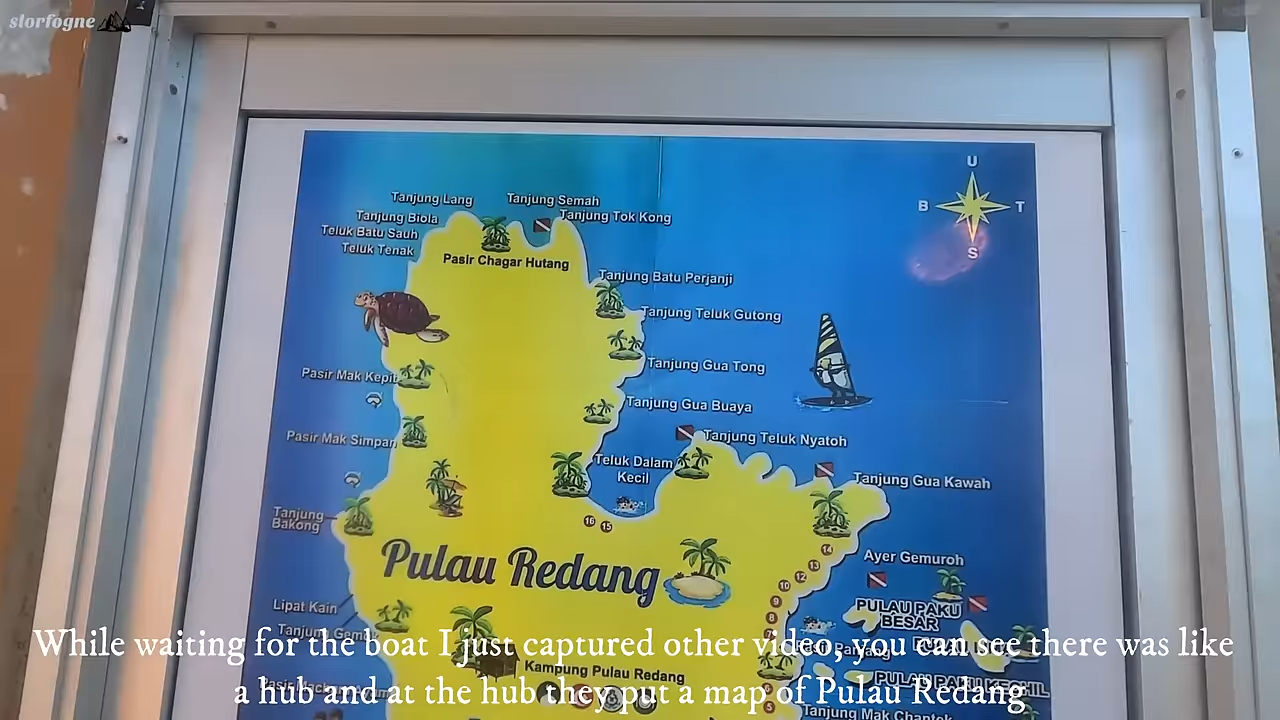 slorfogne
U
B T
S
Tanjung Lang
Tanjung Semah
Tanjung Biola
Tanjung Tok Kong
Teluk Batu Sauh
Teluk Tenak
Pasir Chagar Hutang
Tanjung Batu Perjanji
Tanjung Teluk Gutong
Tanjung Gua Tong
Pasir Mak Kepit
Tanjung Gua Buaya
Pasir Mak Simpan
Tanjung Teluk Nyatoh
Teluk Dalam
Kecil
Tanjung Gua Kawah
Tanjung
Bakong
16 15
14
13
12
10
9
8
Ayer Gemuroh
Pulau Redang
PULAU PAKU
BESAR
Lipat Kain
While waiting for the boat I just captured other video, you can see there was like
a hub and at the hub they put a map of Pulau Redang
Kampung Pulau Redang
PULAU PAKU KECHIL
5
Tanjung Mak Chantek